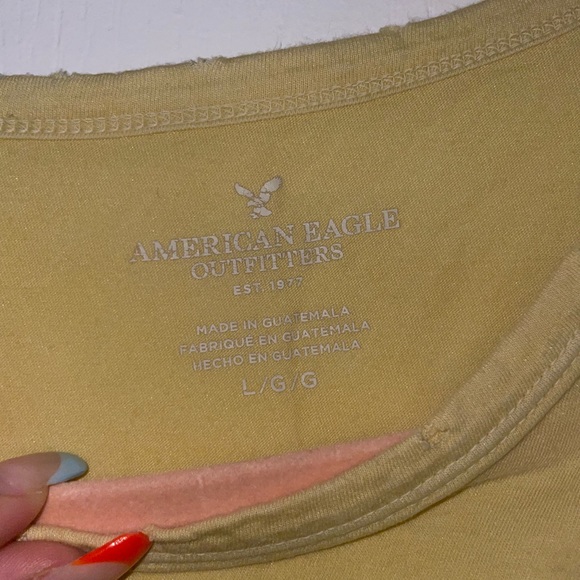 AMERICAN EAGLE
OUTFITTERS
EST. 1977
MADE IN GUATEMALA
FABRIQUÉ EN GUATEMALA
HECHO EN GUATEMALA
L/G/G